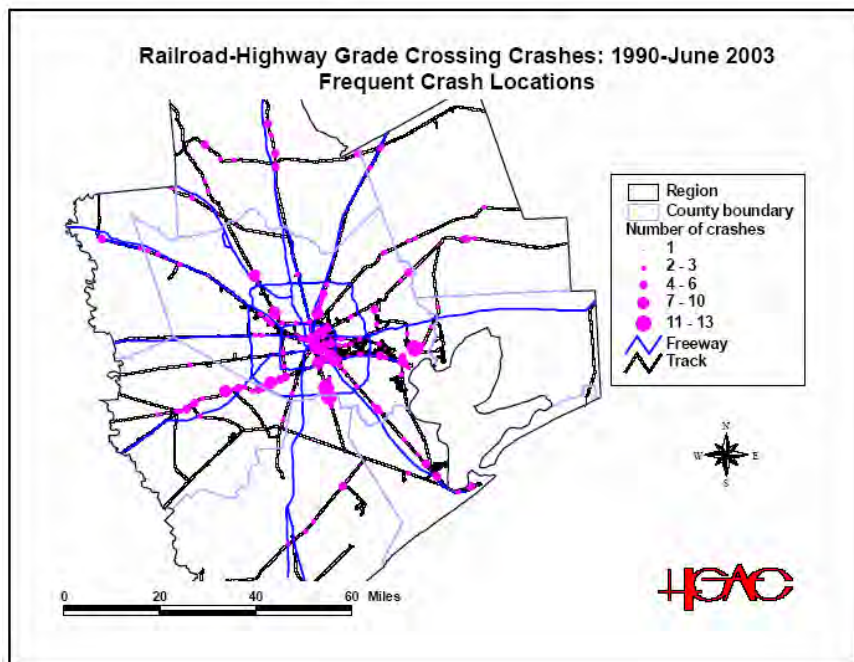 Railroad-Highway Grade Crossing Crashes: 1990-June 2003
Frequent Crash Locations
Region
County boundary
Number of crashes
1
2 - 3
4 - 6
7 - 10
11 - 13
Freeway
Track
N
W E
S
0 20 40 60 Miles
HGAC